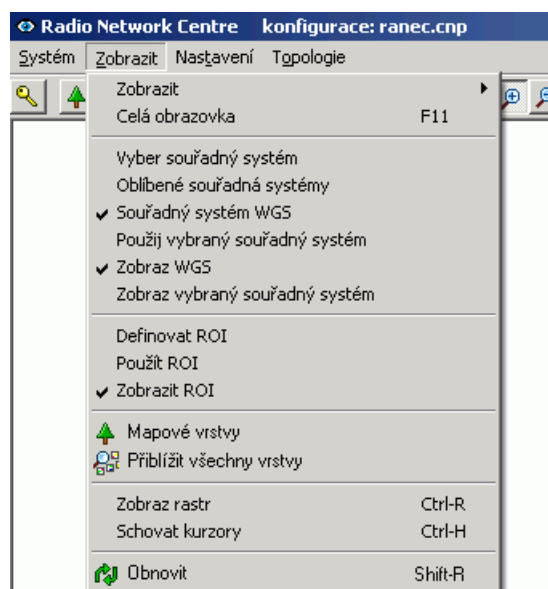 Radio Network Centre konfigurace: ranec.cnp
Systém Zobrazit Nastavení Topologie
Zobrazit
Celá obrazovka F11
Vyber souřadný systém
Oblíbené souřadná systémy
Souřadný systém WGS
Použij vybraný souřadný systém
Zobraz WGS
Zobraz vybraný souřadný systém
Definovat ROI
Použít ROI
Zobrazit ROI
Mapové vrstvy
Přiblížit všechny vrstvy
Zobraz rastr Ctrl-R
Schovat kurzory Ctrl-H
Obnovit Shift-R